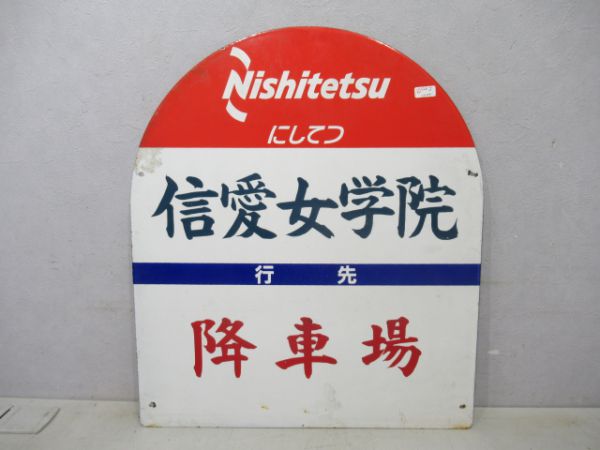 Nishitetsu
にしてつ
信愛女学院
行先
降車場